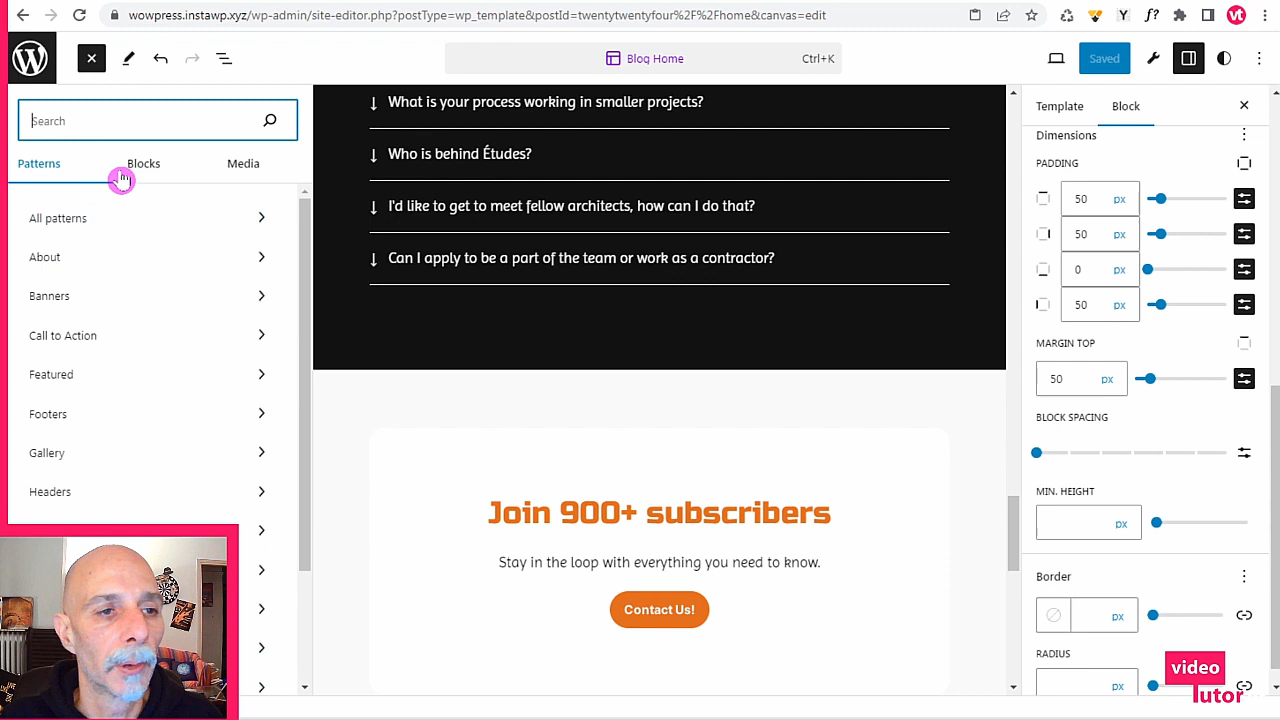 wowpress.instawp.xyz/wp-admin/site-editor.php?postType=wp_template&postId=twentytwentyfour%2F%2Fhome&canvas=edit
Y
f?
vt
Blog Home
Ctrl+K
Saved
Search
Patterns
Blocks
Media
All patterns
About
Banners
Call to Action
Featured
Footers
Gallery
Headers
What is your process working in smaller projects?
Who is behind Études?
I'd like to get to meet fellow architects, how can I do that?
Can I apply to be a part of the team or work as a contractor?
Join 900+ subscribers
Stay in the loop with everything you need to know.
Contact Us!
Template
Block
Dimensions
PADDING
50 px
50 px
0 px
50 px
MARGIN TOP
50 px
BLOCK SPACING
MIN. HEIGHT
px
Border
px
RADIUS
px
video
tutor